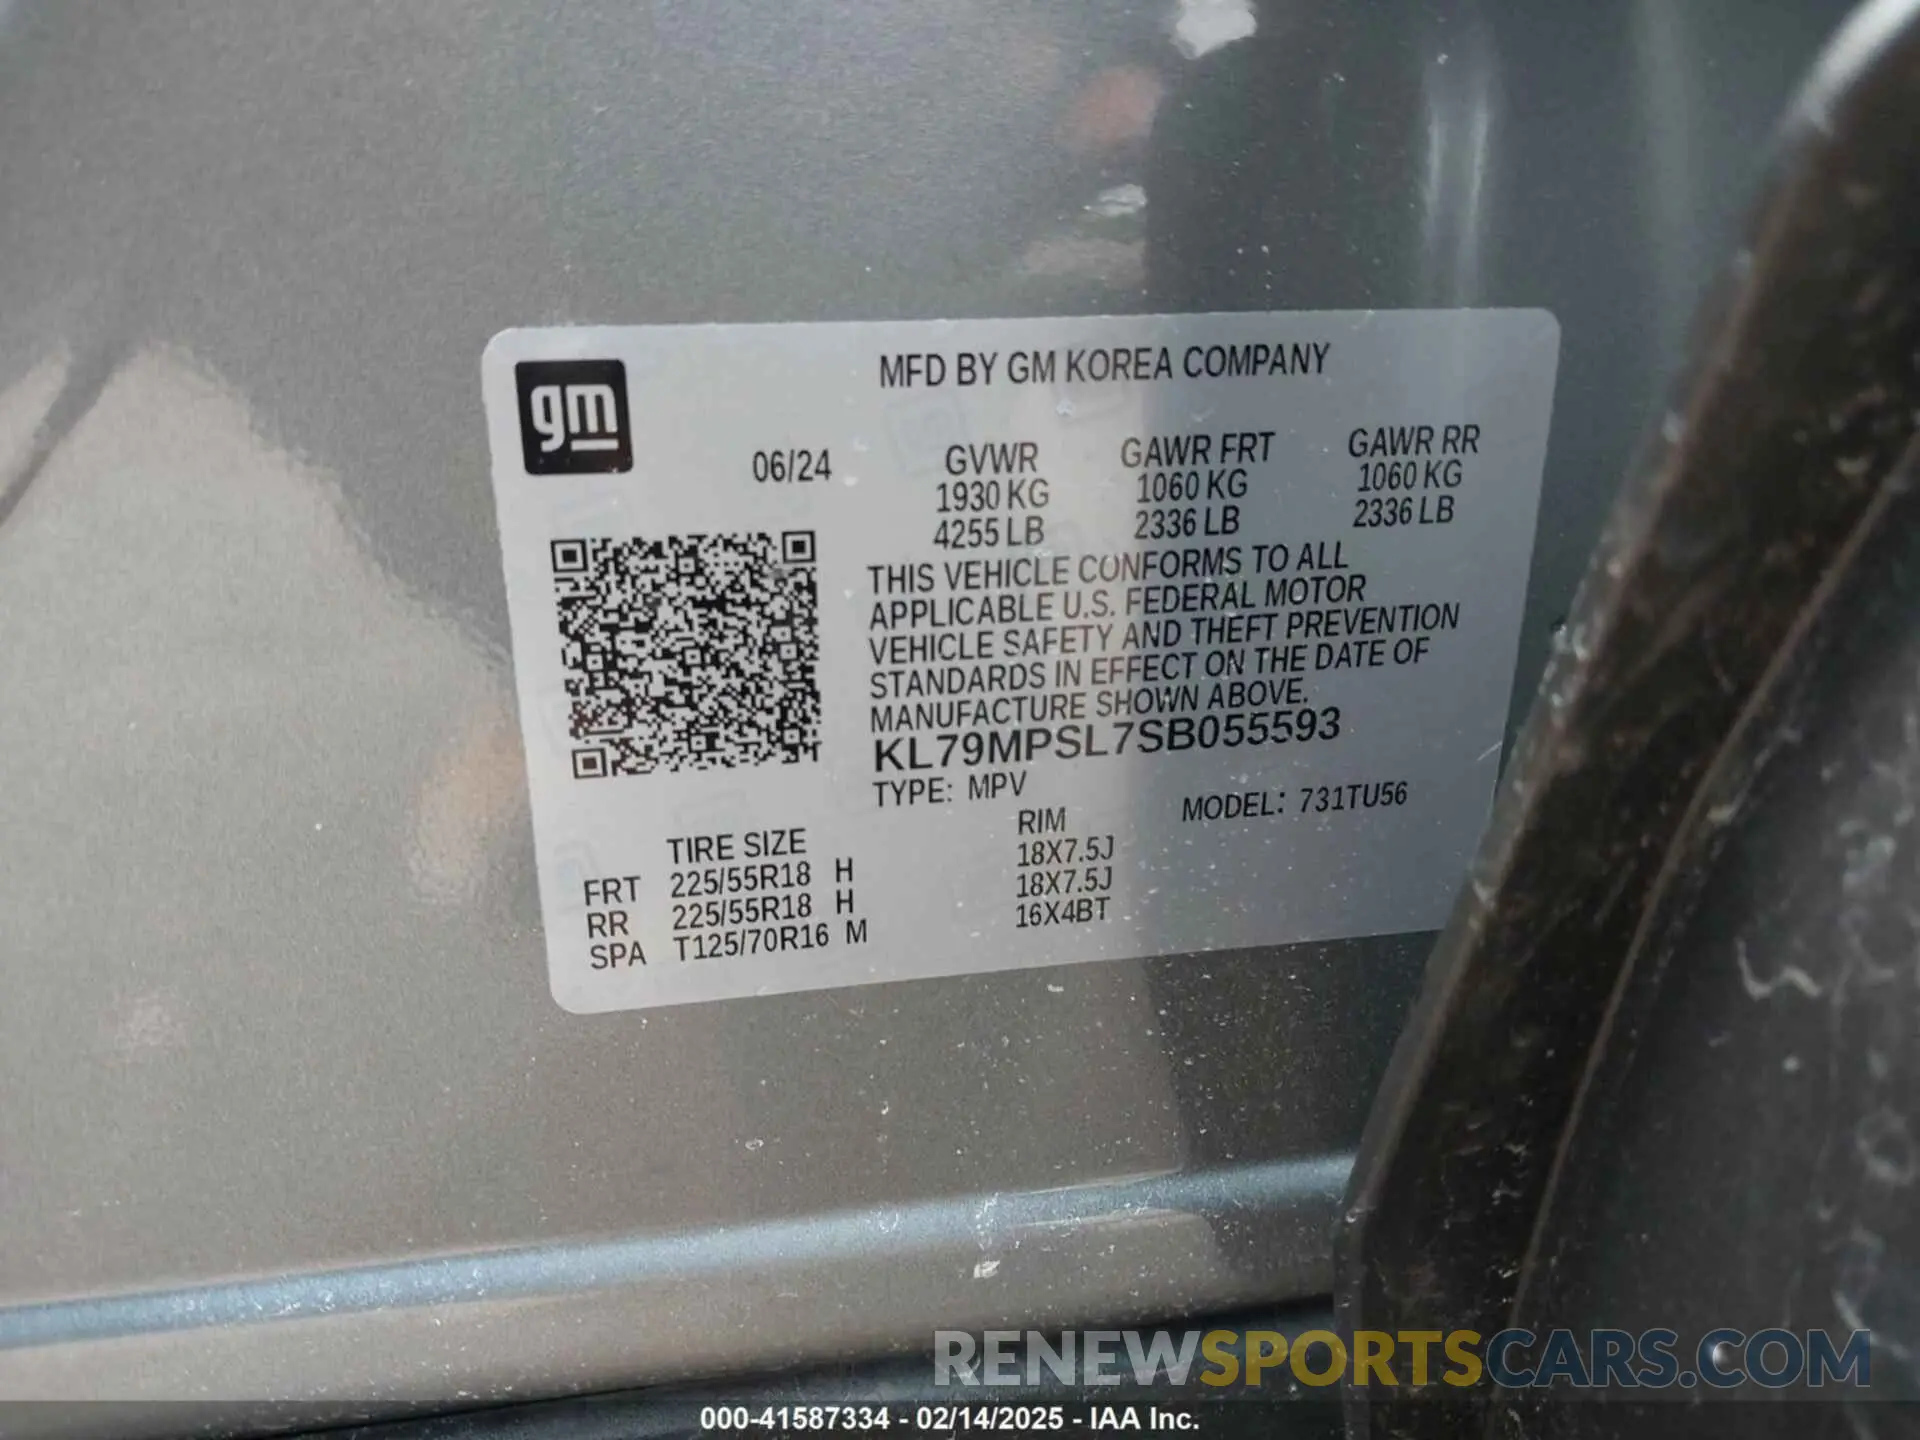 gm
MFD BY GM KOREA COMPANY
06/24
GVWR GAWR FRT GAWR RR
1930 KG 1060 KG 1060 KG
4255 LB 2336 LB 2336 LB
THIS VEHICLE CONFORMS TO ALL
APPLICABLE U.S. FEDERAL MOTOR
VEHICLE SAFETY AND THEFT PREVENTION
STANDARDS IN EFFECT ON THE DATE OF
MANUFACTURE SHOWN ABOVE.
KL79MPSL7SB055593
TYPE: MPV MODEL: 731TU56
TIRE SIZE RIM
FRT 225/55R18 H 18X7.5J
RR 225/55R18 H 18X7.5J
SPA T125/70R16 M 16X4BT
RENEWSPORTSCARS.COM
000-41587334 - 02/14/2025 - IAA Inc.